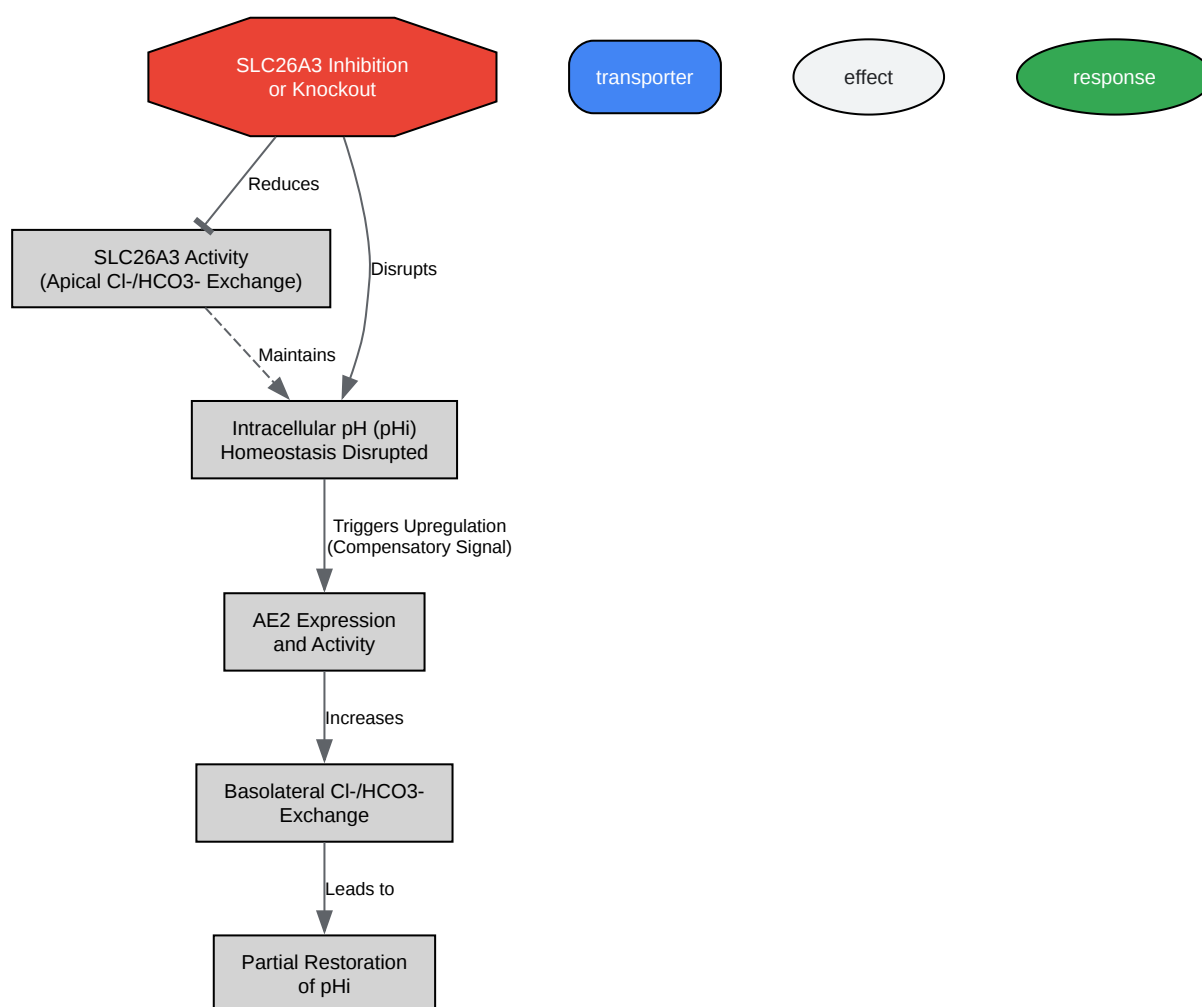 SLC26A3 Inhibition
or Knockout
transporter
effect
response
Reduces
SLC26A3 Activity
(Apical Cl-/HCO3- Exchange)
Disrupts
Maintains
Intracellular pH (pHi)
Homeostasis Disrupted
Triggers Upregulation
(Compensatory Signal)
AE2 Expression
and Activity
Increases
Basolateral Cl-/HCO3-
Exchange
Leads to
Partial Restoration
of pHi